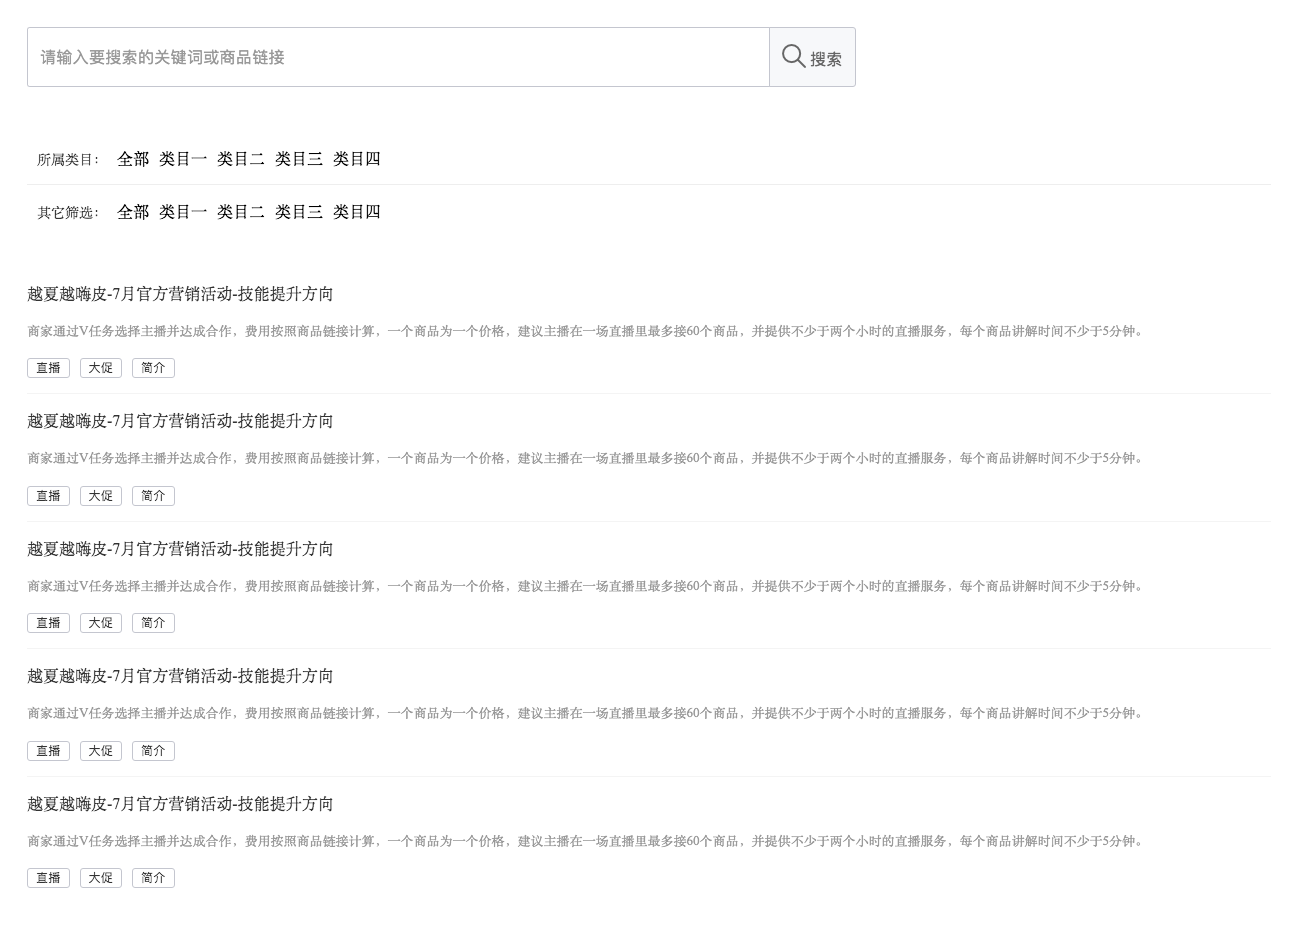 请输入要搜索的关键词或商品链接 搜索
所属类目： 全部 类目一 类目二 类目三 类目四
其它筛选： 全部 类目一 类目二 类目三 类目四
越夏越嗨皮-7月官方营销活动-技能提升方向
商家通过V任务选择主播并达成合作，费用按照商品链接计算，一个商品为一个价格，建议主播在一场直播里最多接60个商品，并提供不少于两个小时的直播服务，每个商品讲解时间不少于5分钟。
直播 大促 简介
越夏越嗨皮-7月官方营销活动-技能提升方向
商家通过V任务选择主播并达成合作，费用按照商品链接计算，一个商品为一个价格，建议主播在一场直播里最多接60个商品，并提供不少于两个小时的直播服务，每个商品讲解时间不少于5分钟。
直播 大促 简介
越夏越嗨皮-7月官方营销活动-技能提升方向
商家通过V任务选择主播并达成合作，费用按照商品链接计算，一个商品为一个价格，建议主播在一场直播里最多接60个商品，并提供不少于两个小时的直播服务，每个商品讲解时间不少于5分钟。
直播 大促 简介
越夏越嗨皮-7月官方营销活动-技能提升方向
商家通过V任务选择主播并达成合作，费用按照商品链接计算，一个商品为一个价格，建议主播在一场直播里最多接60个商品，并提供不少于两个小时的直播服务，每个商品讲解时间不少于5分钟。
直播 大促 简介
越夏越嗨皮-7月官方营销活动-技能提升方向
商家通过V任务选择主播并达成合作，费用按照商品链接计算，一个商品为一个价格，建议主播在一场直播里最多接60个商品，并提供不少于两个小时的直播服务，每个商品讲解时间不少于5分钟。
直播 大促 简介